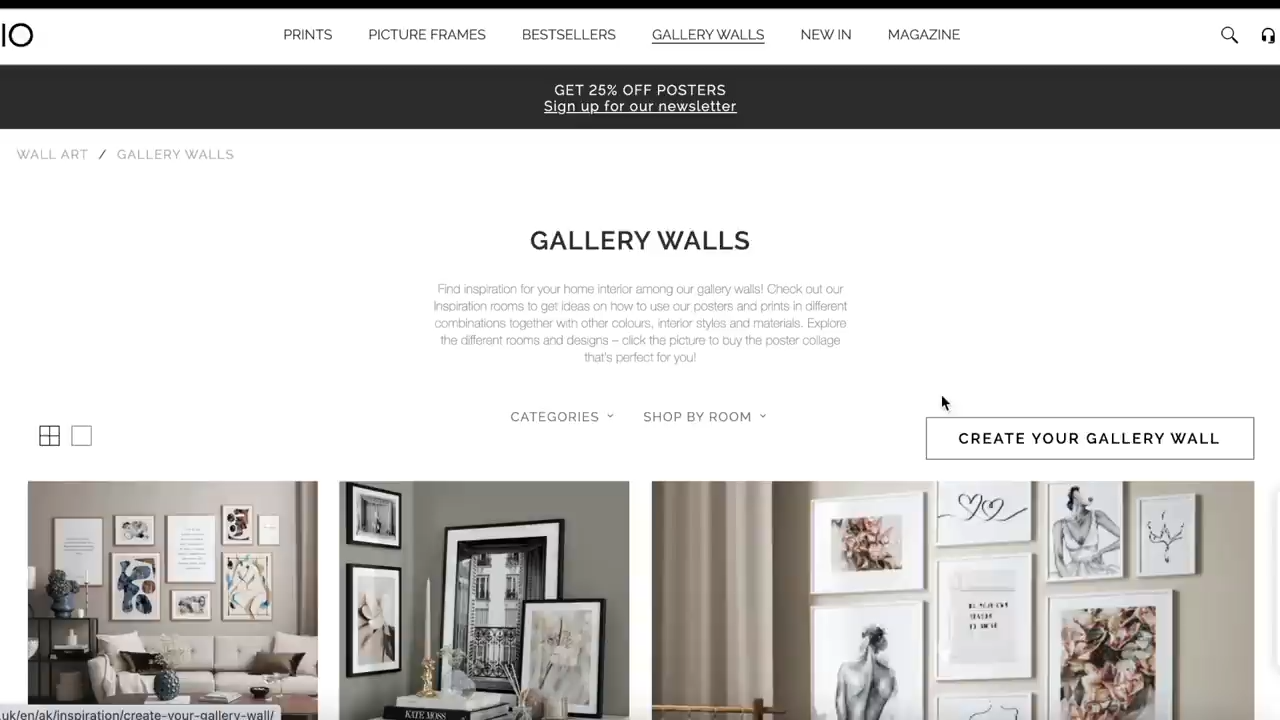 IO
PRINTS
PICTURE FRAMES
BESTSELLERS
GALLERY WALLS
NEW IN
MAGAZINE
GET 25% OFF POSTERS
Sign up for our newsletter
WALL ART / GALLERY WALLS
GALLERY WALLS
Find inspiration for your home interior among our gallery walls! Check out our
Inspiration rooms to get ideas on how to use our posters and prints in different
combinations together with other colours, interior styles and materials. Explore
the different rooms and designs – click the picture to buy the poster collage
that's perfect for you!
CATEGORIES
SHOP BY ROOM
CREATE YOUR GALLERY WALL
KATE MOSS
uk/en/ak/inspiration/create-your-gallery-wall/